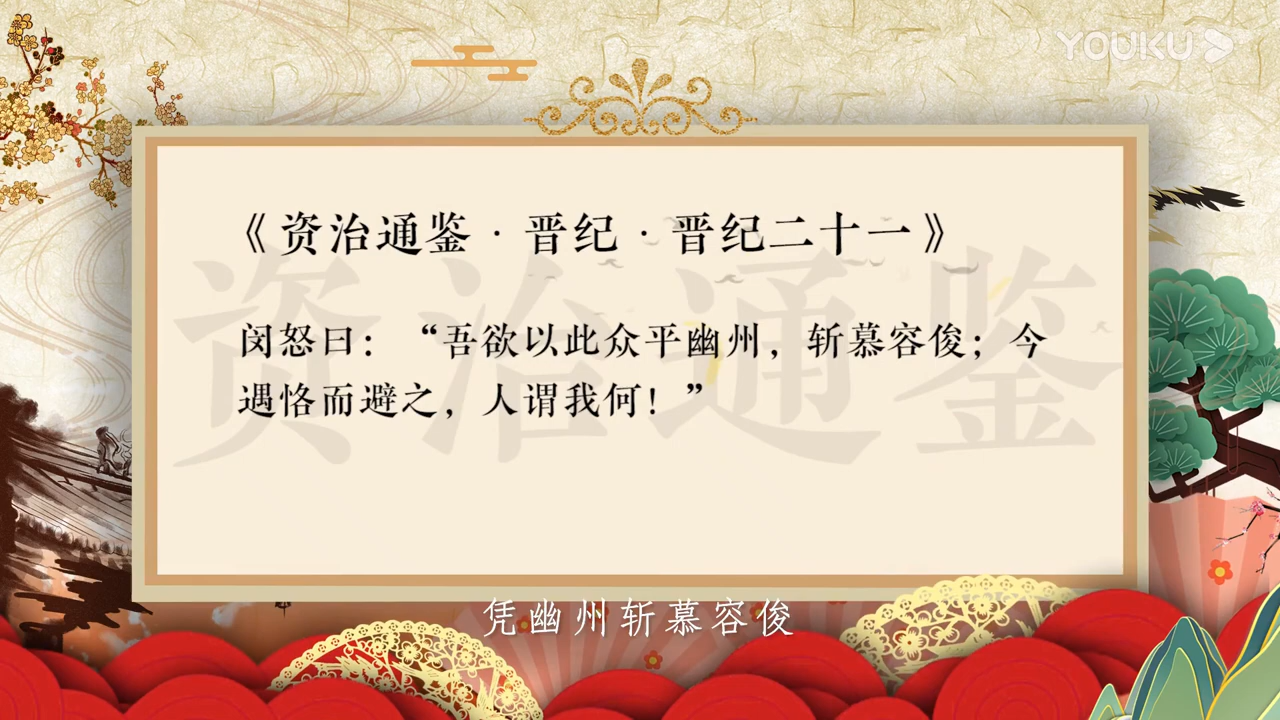 YOUKU
《资治通鉴·晋纪·晋纪二十一》
资治通鉴
闵怒曰：“吾欲以此众平幽州，斩慕容俊；今
遇恪而避之，人谓我何！”
凭幽州斩慕容俊